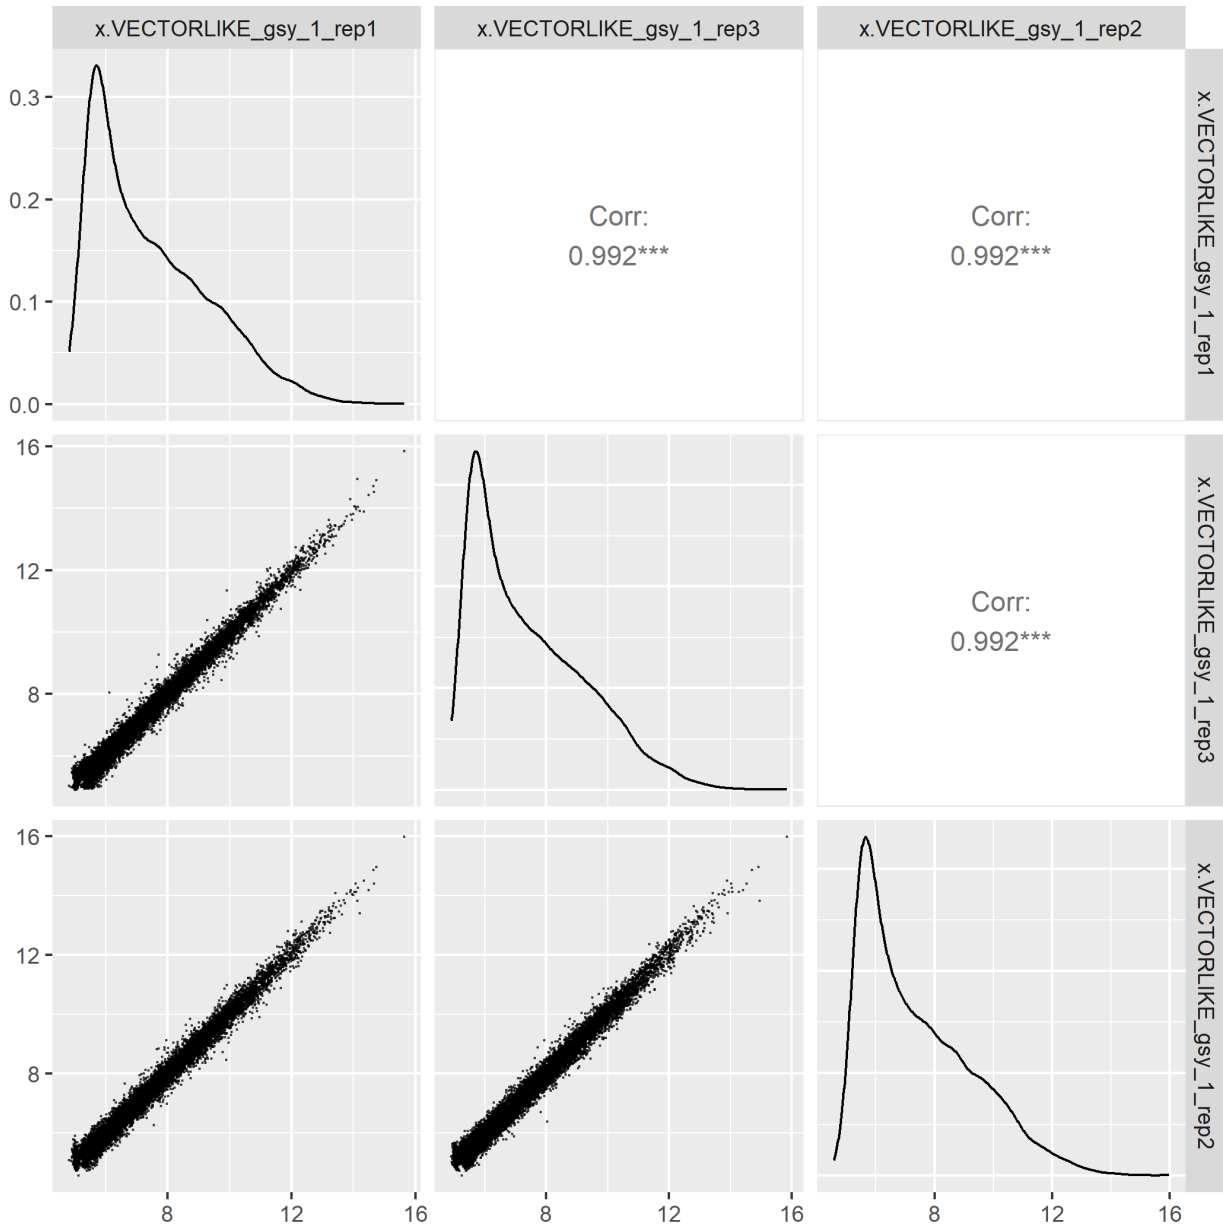 x.VECTORLIKE_gsy_1_rep1
x.VECTORLIKE_gsy_1_rep3
x.VECTORLIKE_gsy_1_rep2
0.3
0.2
0.1
0.0
Corr:
0.992***
Corr:
0.992***
x.VECTORLIKE_gsy_1_rep1
16
12
8
Corr:
0.992***
x.VECTORLIKE_gsy_1_rep3
16
12
8
x.VECTORLIKE_gsy_1_rep2
8
12
16
8
12
16
8
12
16